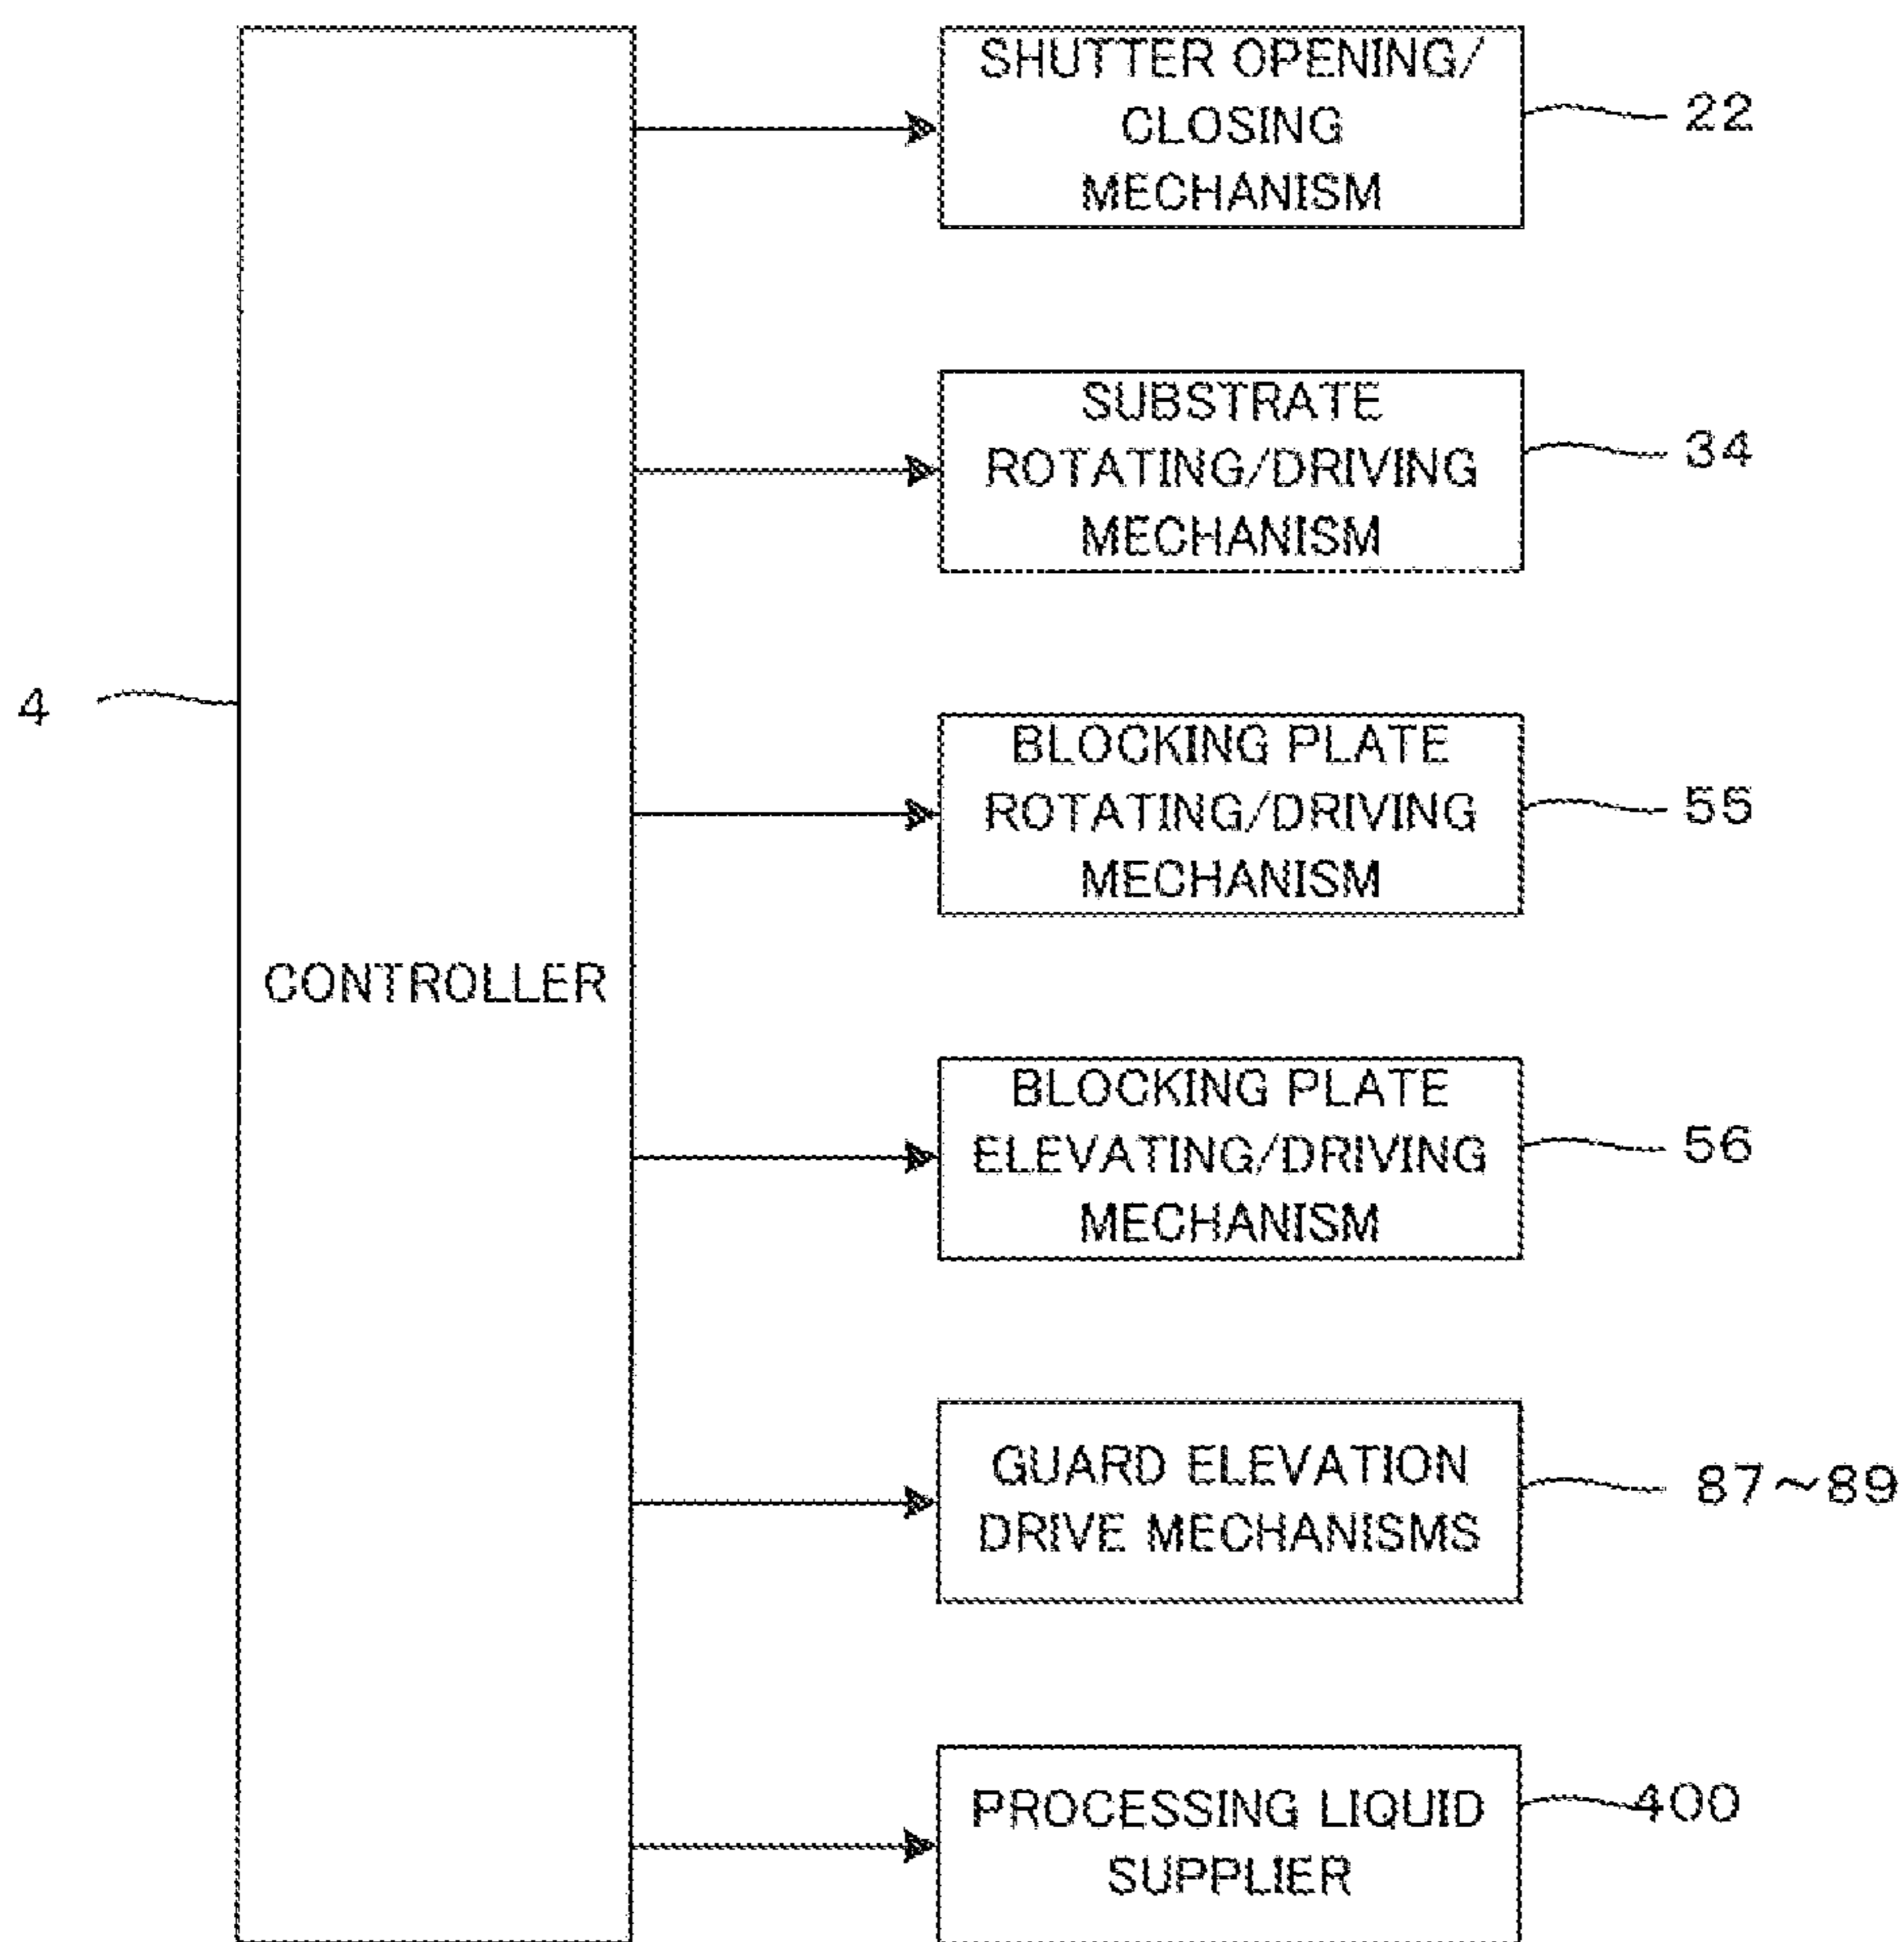 SHUTTER OPENING/
CLOSING
MECHANISM
22
SUBSTRATE
ROTATING/DRIVING
MECHANISM
34
4
BLOCKING PLATE
ROTATING/DRIVING
MECHANISM
55
CONTROLLER
BLOCKING PLATE
ELEVATING/DRIVING
MECHANISM
56
GUARD ELEVATION
DRIVE MECHANISMS
87~89
PROCESSING LIQUID
SUPPLIER
400